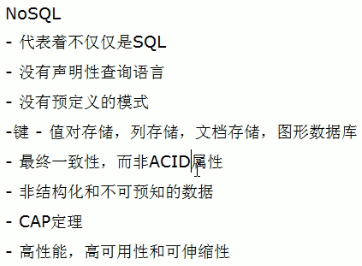 NoSQL
- 代表着不仅仅是SQL
- 没有声明性查询语言
- 没有预定义的模式
-键 - 值对存储，列存储，文档存储，图形数据库
- 最终一致性，而非ACID属性
- 非结构化和不可预知的数据
- CAP定理
- 高性能，高可用性和可伸缩性